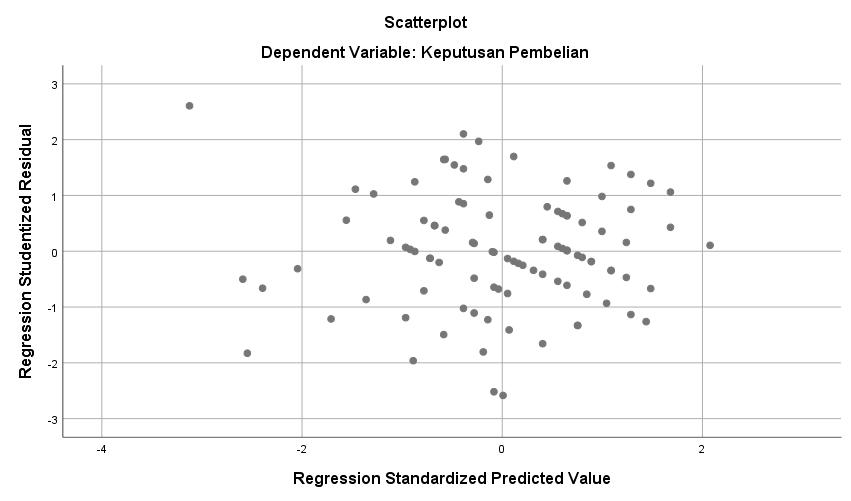 Scatterplot
Dependent Variable: Keputusan Pembelian
Regression Studentized Residual
3
2
1
0
-1
-2
-3
-4
-2
0
2
Regression Standardized Predicted Value